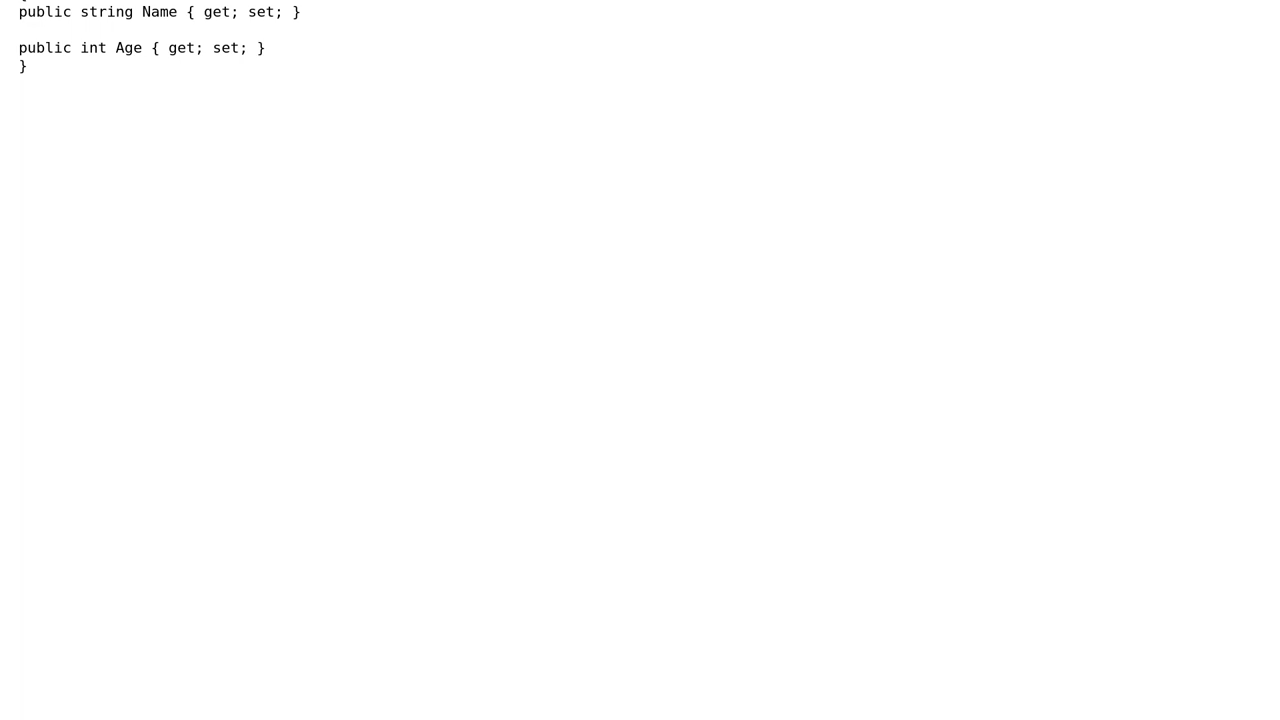 public string Name { get; set; }
public int Age { get; set; }
}